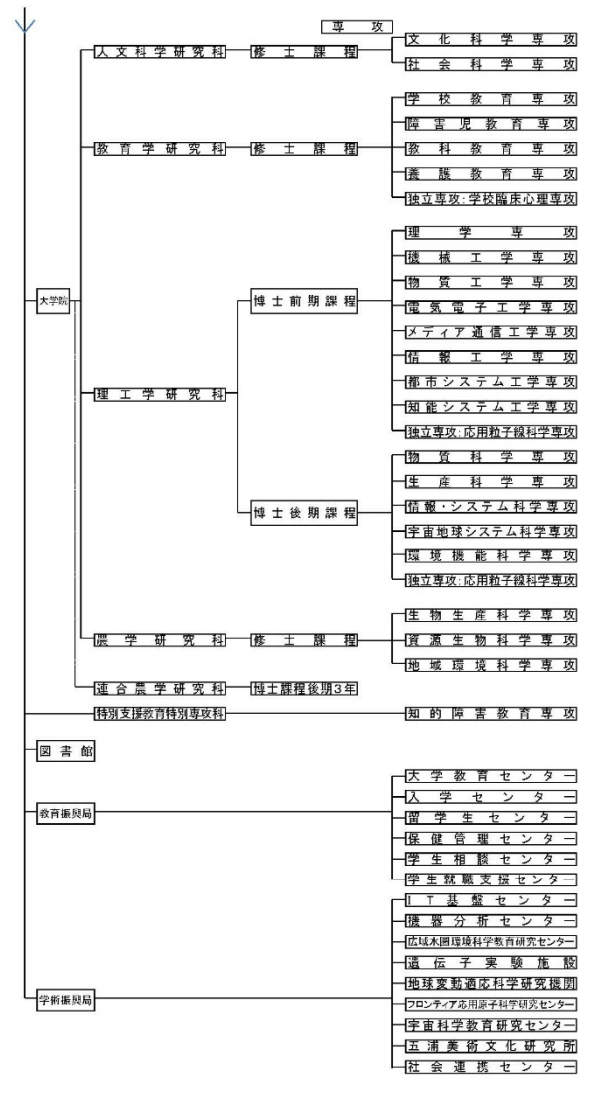 専攻
人文科学研究科 修士課程 文化科学専攻
社会科学専攻
教育学研究科 修士課程 学校教育専攻
障害児教育専攻
教科教育専攻
養護教育専攻
独立専攻:学校臨床心理専攻
大学院
理工学研究科
博士前期課程
理学専攻
機械工学専攻
物質工学専攻
電気電子工学専攻
メディア通信工学専攻
情報工学専攻
都市システム工学専攻
知能システム工学専攻
独立専攻:応用粒子線科学専攻
博士後期課程
物質科学専攻
生産科学専攻
情報・システム科学専攻
宇宙地球システム科学専攻
環境機能科学専攻
独立専攻:応用粒子線科学専攻
農学研究科 修士課程
生物生産科学専攻
資源生物科学専攻
地域環境科学専攻
連合農学研究科 博士課程後期3年
特別支援教育特別専攻科 知的障害教育専攻
図書館
教育振興局
大学教育センター
入学センター
留学生センター
保健管理センター
学生相談センター
学生就職支援センター
学術振興局
IT基盤センター
機器分析センター
広域水圏環境科学教育研究センター
遺伝子実験施設
地球変動適応科学研究機関
フロンティア応用原子科学研究センター
宇宙科学教育研究センター
五浦美術文化研究所
社会連携センター